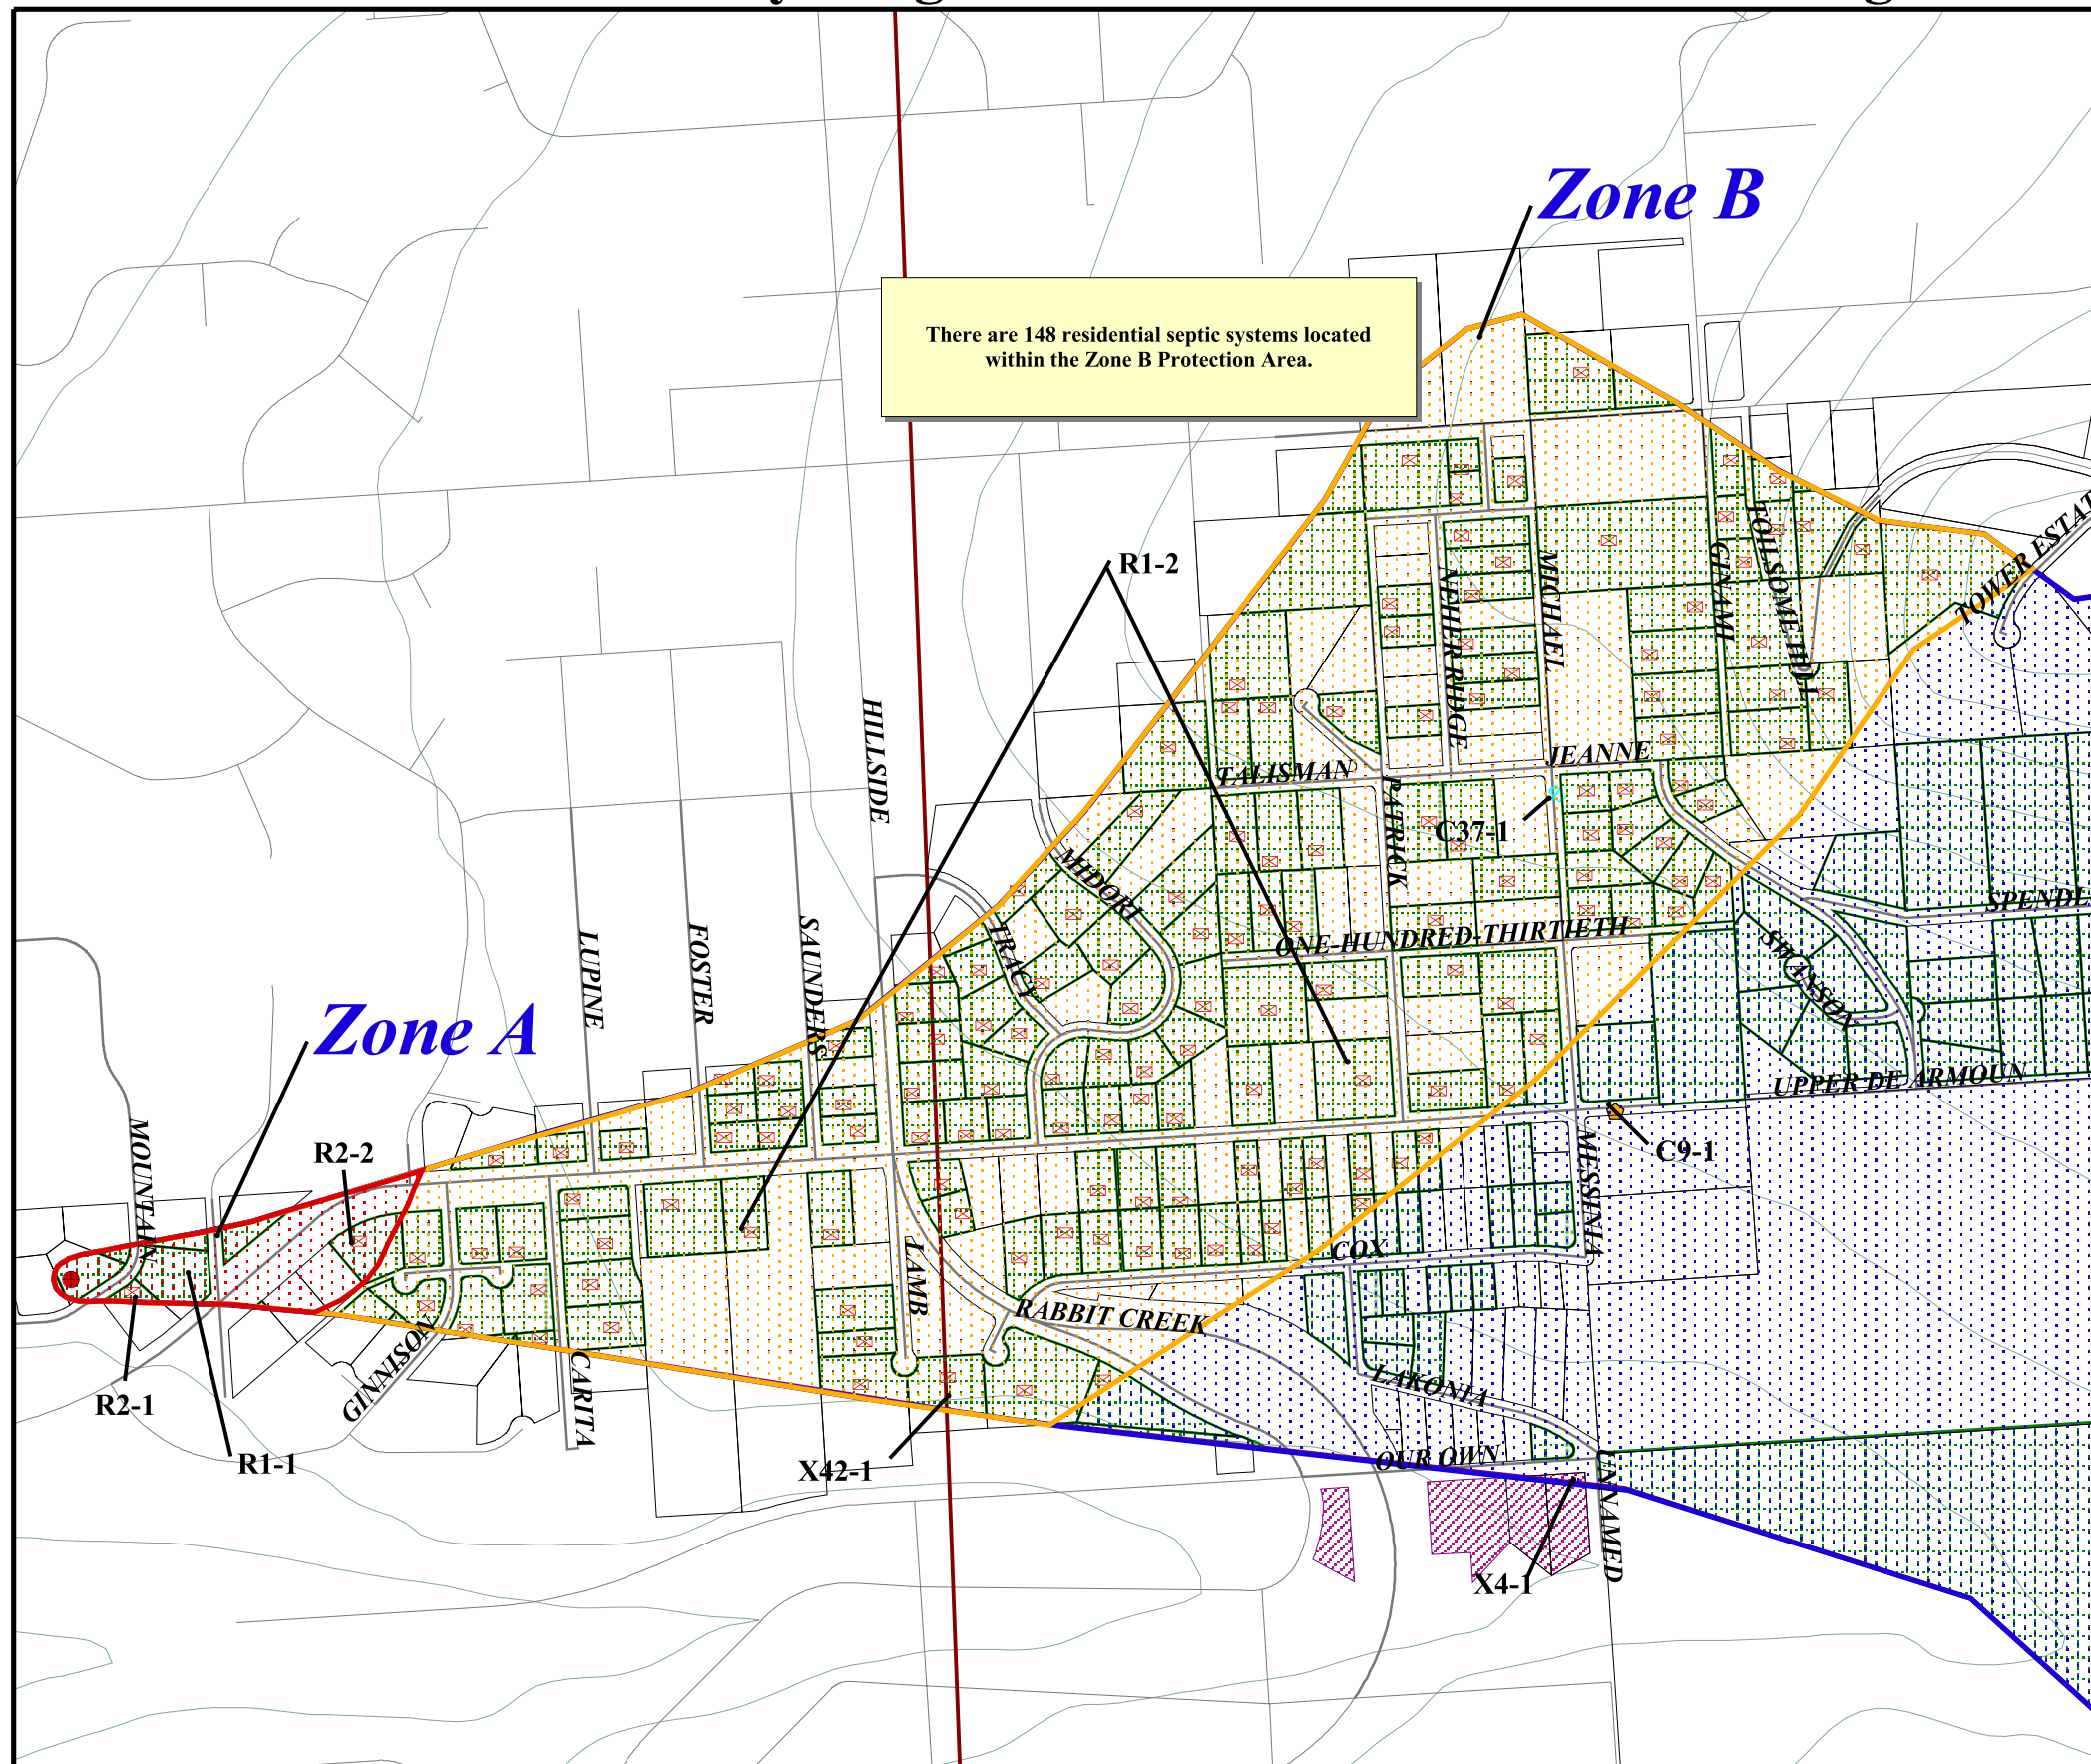 Zone B
There are 148 residential septic systems located
within the Zone B Protection Area.
R1-2
MICHAEL
GINAMI
TOILSOME HILL
TOWER ESTAT
NEHER RIDGE
HILLSIDE
TALISMAN
JEANNE
PATRICK
C37-1
MIDORI
SPENDL
LUPINE
FOSTER
SAUNDERS
TRACY
ONE-HUNDRED-THIRTIETH
SWANSON
Zone A
UPPER DE ARMOUN
MOUNTAIN
R2-2
C9-1
MESSINIA
LAMB
COX
RABBIT CREEK
GINNISON
CARITA
LAKONIA
R2-1
R1-1
X42-1
OUR OWN
UNNAMED
X4-1